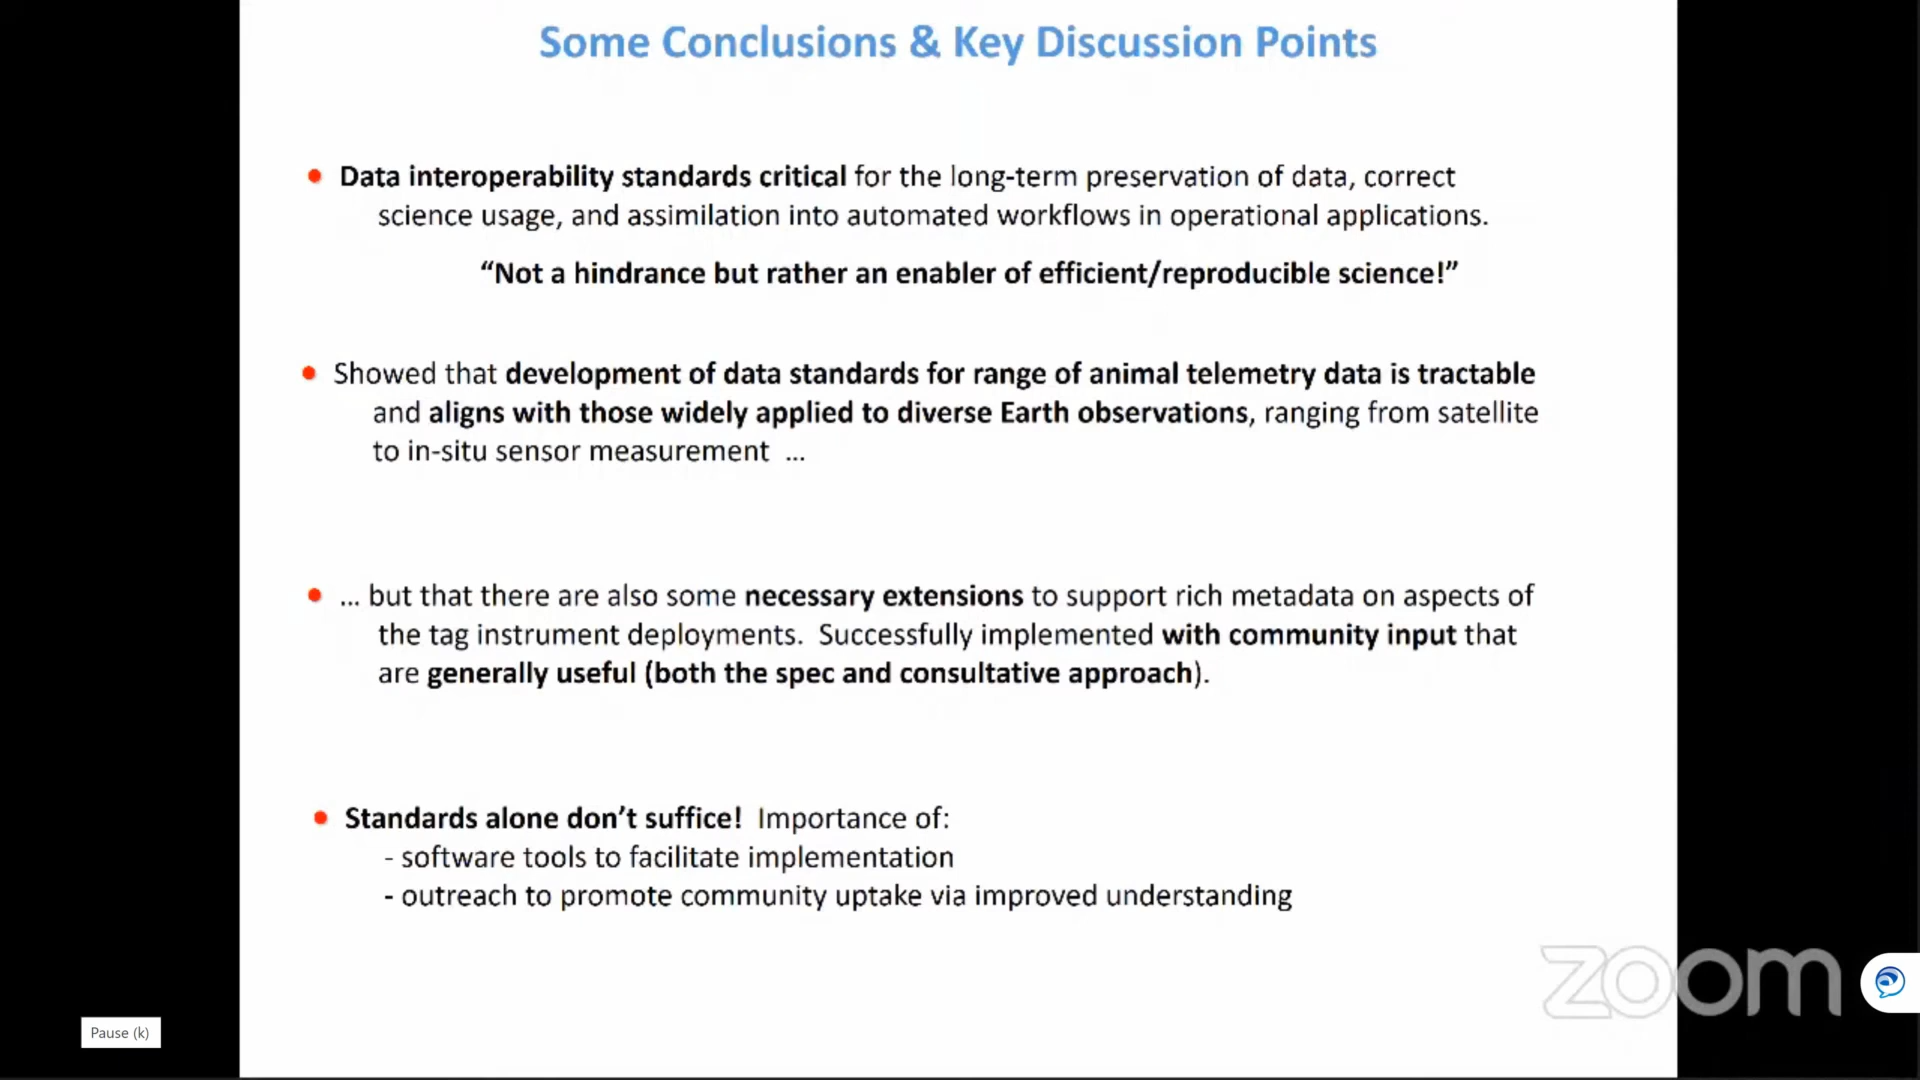 Some Conclusions & Key Discussion Points
• Data interoperability standards critical for the long-term preservation of data, correct
science usage, and assimilation into automated workflows in operational applications.
“Not a hindrance but rather an enabler of efficient/reproducible science!”
• Showed that development of data standards for range of animal telemetry data is tractable
and aligns with those widely applied to diverse Earth observations, ranging from satellite
to in-situ sensor measurement ...
• ... but that there are also some necessary extensions to support rich metadata on aspects of
the tag instrument deployments. Successfully implemented with community input that
are generally useful (both the spec and consultative approach).
• Standards alone don’t suffice! Importance of:
- software tools to facilitate implementation
- outreach to promote community uptake via improved understanding
zoom
Pause (k)